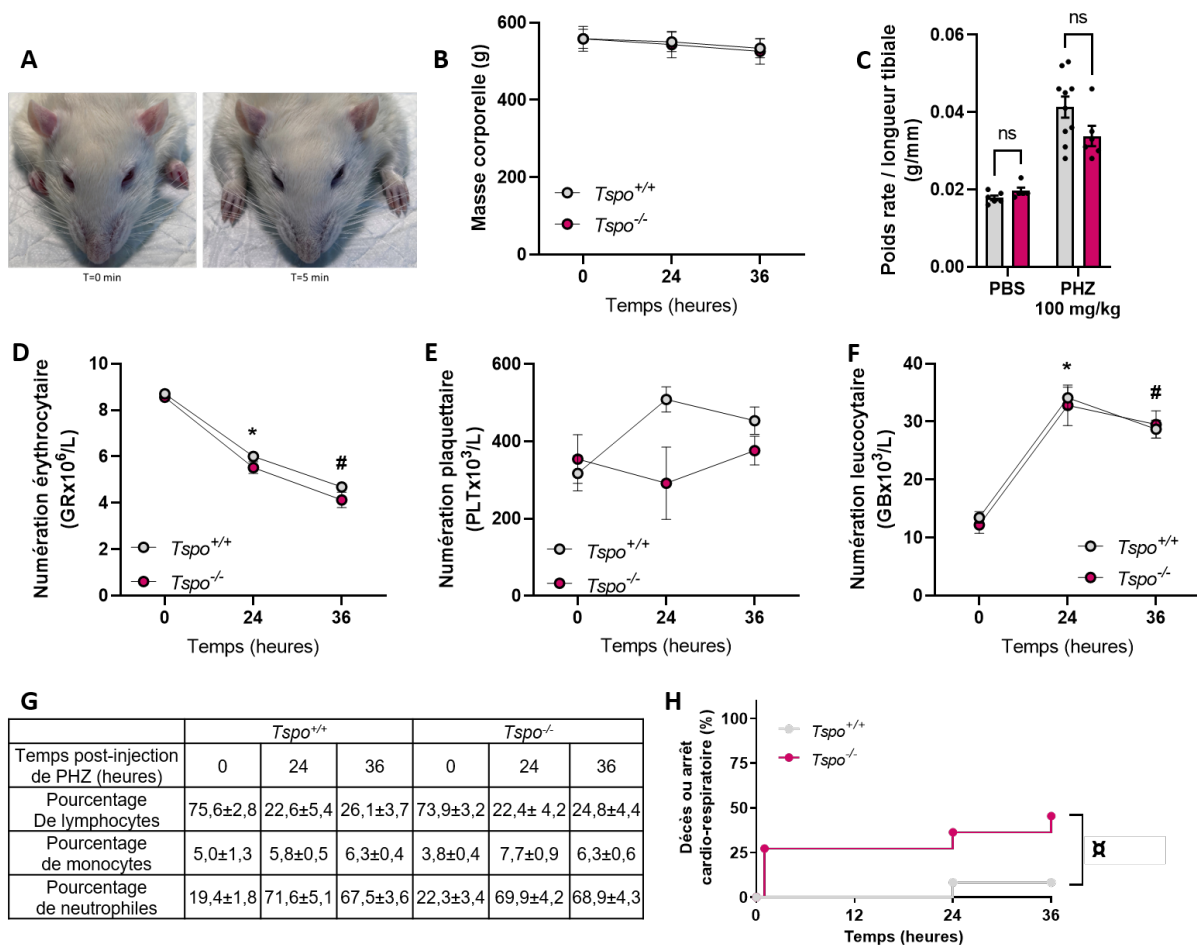 A
T=0 min
T=5 min
B
Masse corporelle (g)
600
400
200
0
Tspo+/+
Tspo-/-
0 24 36
Temps (heures)
C
Poids rate / longueur tibiale
(g/mm)
0.06
0.04
0.02
0.00
ns
ns
PBS
PHZ
100 mg/kg
D
Numération érythrocytaire
(GRx10⁶/L)
10
8
6
4
2
0
*
#
Tspo+/+
Tspo-/-
0 24 36
Temps (heures)
E
Numération plaquettaire
(PLTx10³/L)
600
400
200
0
Tspo+/+
Tspo-/-
0 24 36
Temps (heures)
F
Numération leucocytaire
(GBx10³/L)
40
30
20
10
0
*
#
Tspo+/+
Tspo-/-
0 24 36
Temps (heures)
G
Tspo+/+ Tspo-/-
Temps post-injection
de PHZ (heures) 0 24 36 0 24 36
Pourcentage
De lymphocytes 75,6±2,8 22,6±5,4 26,1±3,7 73,9±3,2 22,4± 4,2 24,8±4,4
Pourcentage
de monocytes 5,0±1,3 5,8±0,5 6,3±0,4 3,8±0,4 7,7±0,9 6,3±0,6
Pourcentage
de neutrophiles 19,4±1,8 71,6±5,1 67,5±3,6 22,3±3,4 69,9±4,2 68,9±4,3
H
Décès ou arrêt
cardio-respiratoire (%)
100
75
50
25
0
Tspo+/+
Tspo-/-
¤
0 12 24 36
Temps (heures)